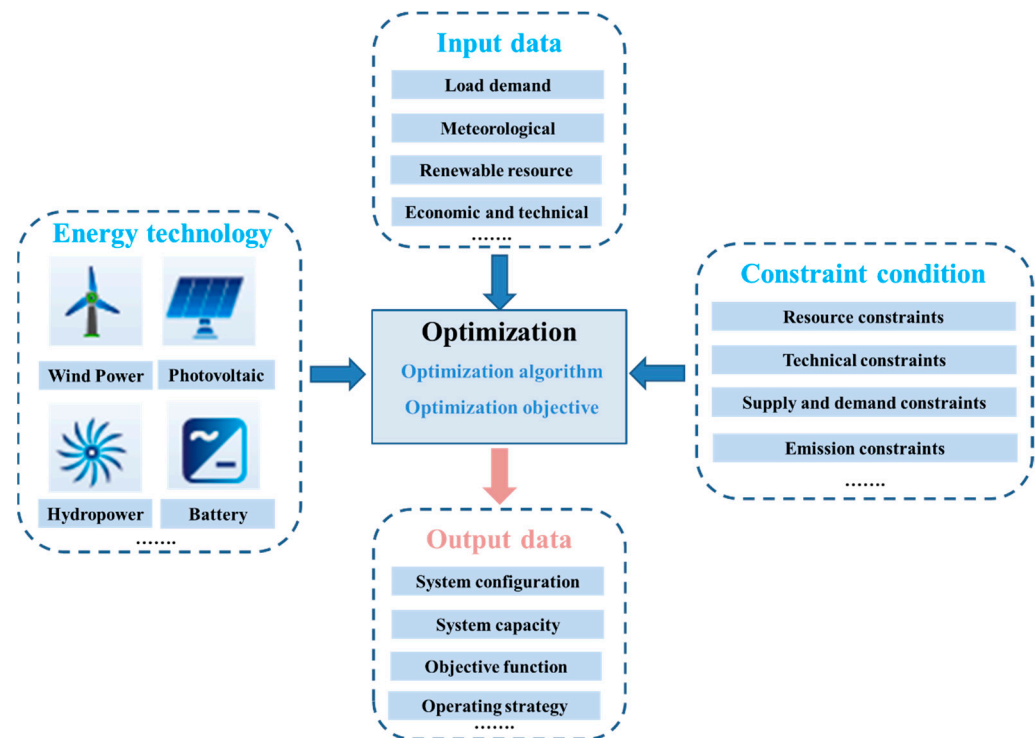 Input data
Load demand
Meteorological
Renewable resource
Economic and technical
.......
Energy technology
Wind Power
Photovoltaic
Hydropower
Battery
.......
Optimization
Optimization algorithm
Optimization objective
Constraint condition
Resource constraints
Technical constraints
Supply and demand constraints
Emission constraints
.......
Output data
System configuration
System capacity
Objective function
Operating strategy
.......